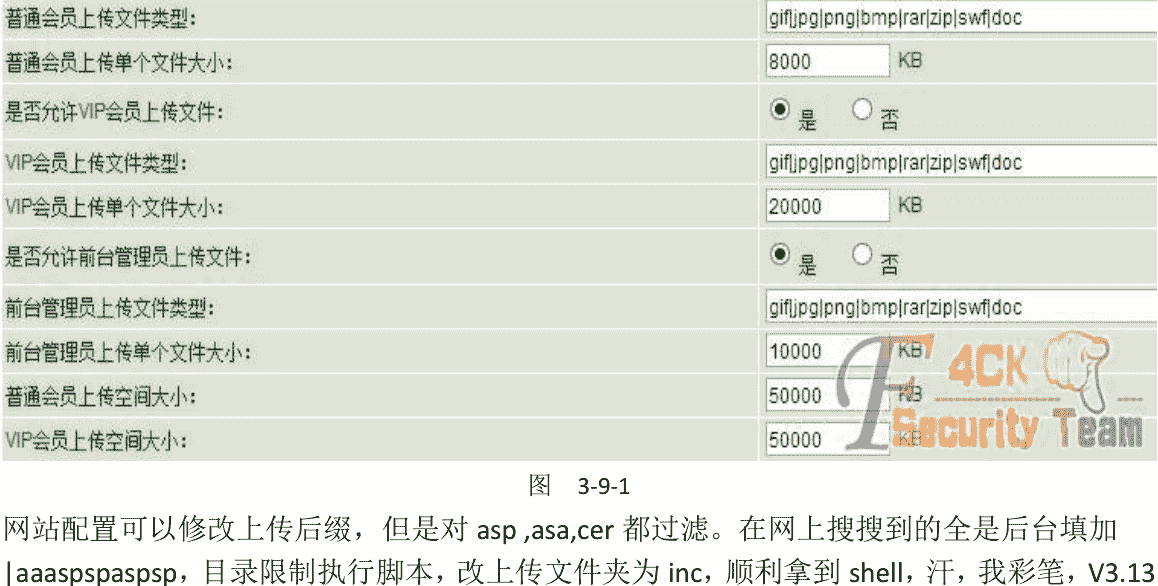 普通会员上传文件类型: gif|jpg|png|bmp|rar|zip|swf|doc
普通会员上传单个文件大小: 8000 KB
是否允许VIP会员上传文件: 是 否
VIP会员上传文件类型: gif|jpg|png|bmp|rar|zip|swf|doc
VIP会员上传单个文件大小: 20000 KB
是否允许前台管理员上传文件: 是 否
前台管理员上传文件类型: gif|jpg|png|bmp|rar|zip|swf|doc
前台管理员上传单个文件大小: 10000 KB
普通会员上传空间大小: 50000 KB
VIP会员上传空间大小: 50000 KB
F4CK
Security Team
图 3-9-1
网站配置可以修改上传后缀，但是对 asp ,asa,cer 都过滤。在网上搜搜到的全是后台填加
|aaaspspaspsp，目录限制执行脚本，改上传文件夹为 inc，顺利拿到 shell，汗，我彩笔，V3.13